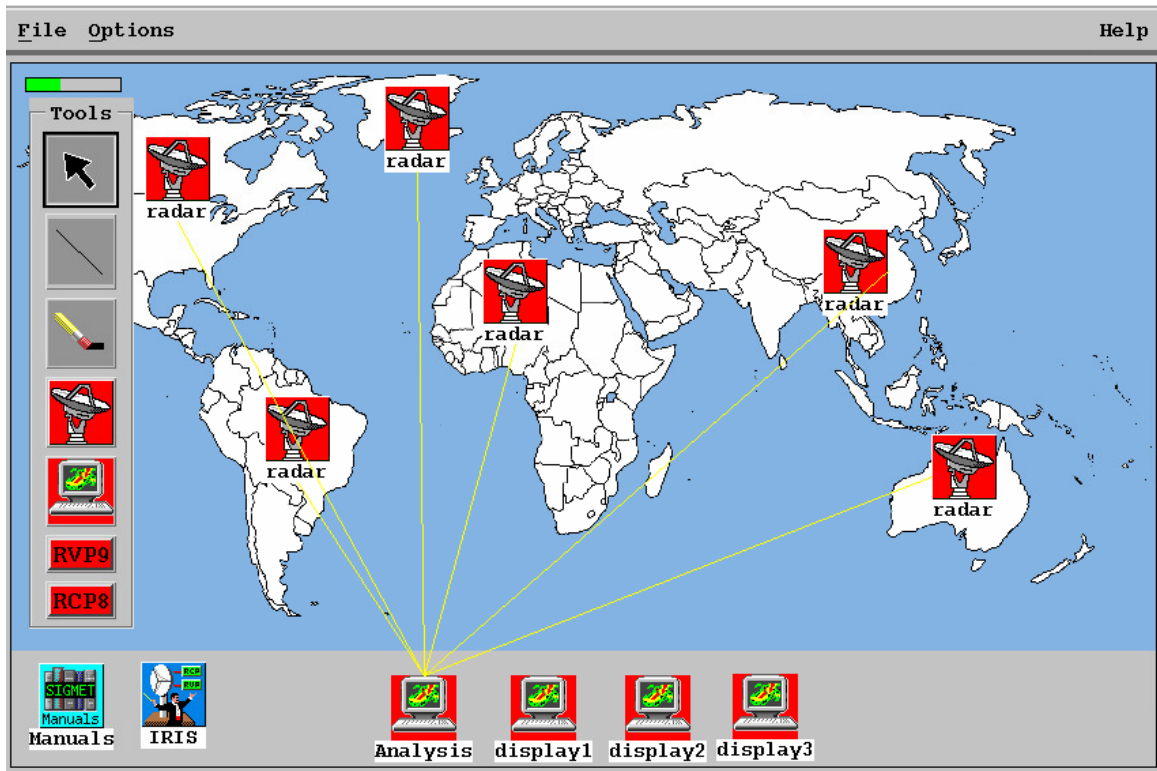 File Options Help
Tools
radar
radar
radar
radar
radar
radar
RVP9
RCP8
SIGMET
Manuals
Manuals
RCP
RVP
IRIS
Analysis
display1
display2
display3